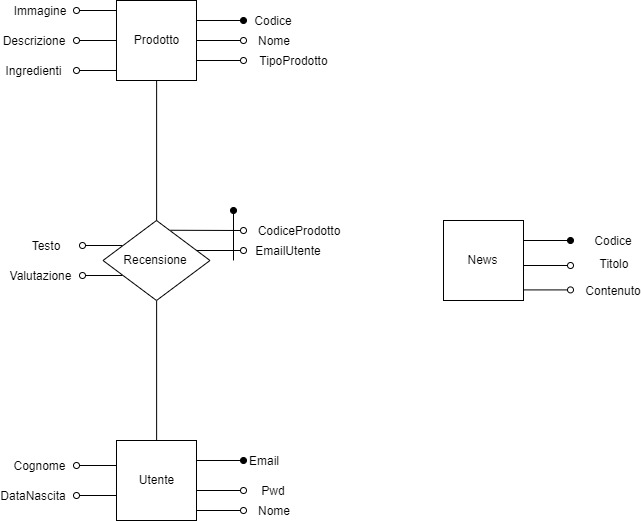 Immagine
Descrizione
Ingredienti
Prodotto
Codice
Nome
TipoProdotto
Testo
Valutazione
Recensione
CodiceProdotto
EmailUtente
News
Codice
Titolo
Contenuto
Cognome
DataNascita
Utente
Email
Pwd
Nome